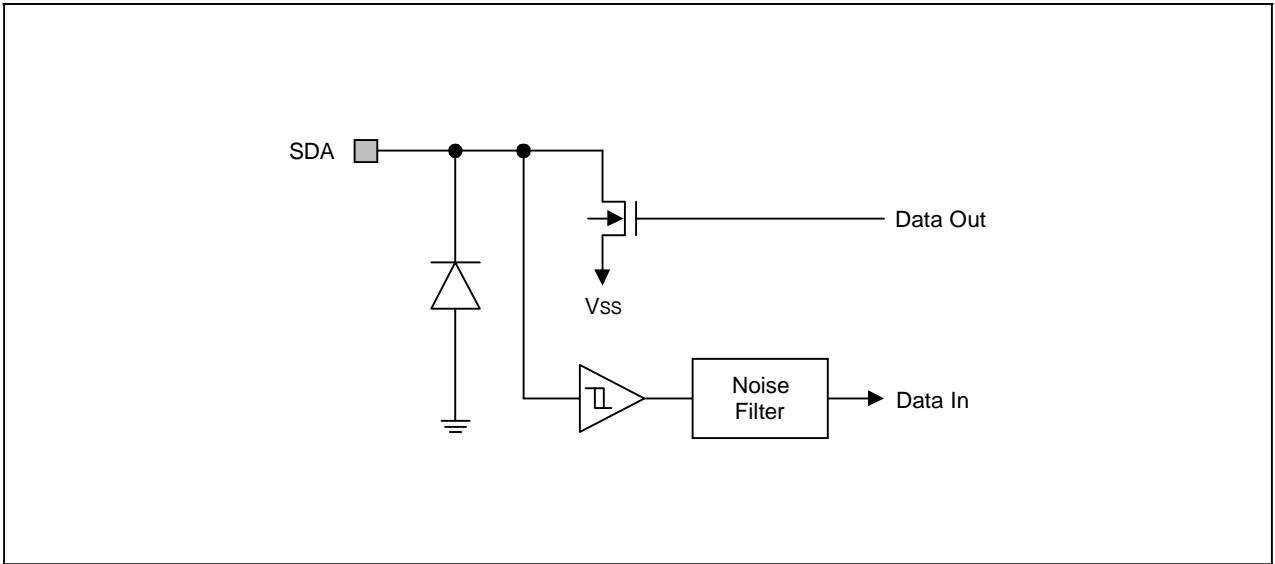 SDA
Data Out
Vss
Noise
Filter
Data In